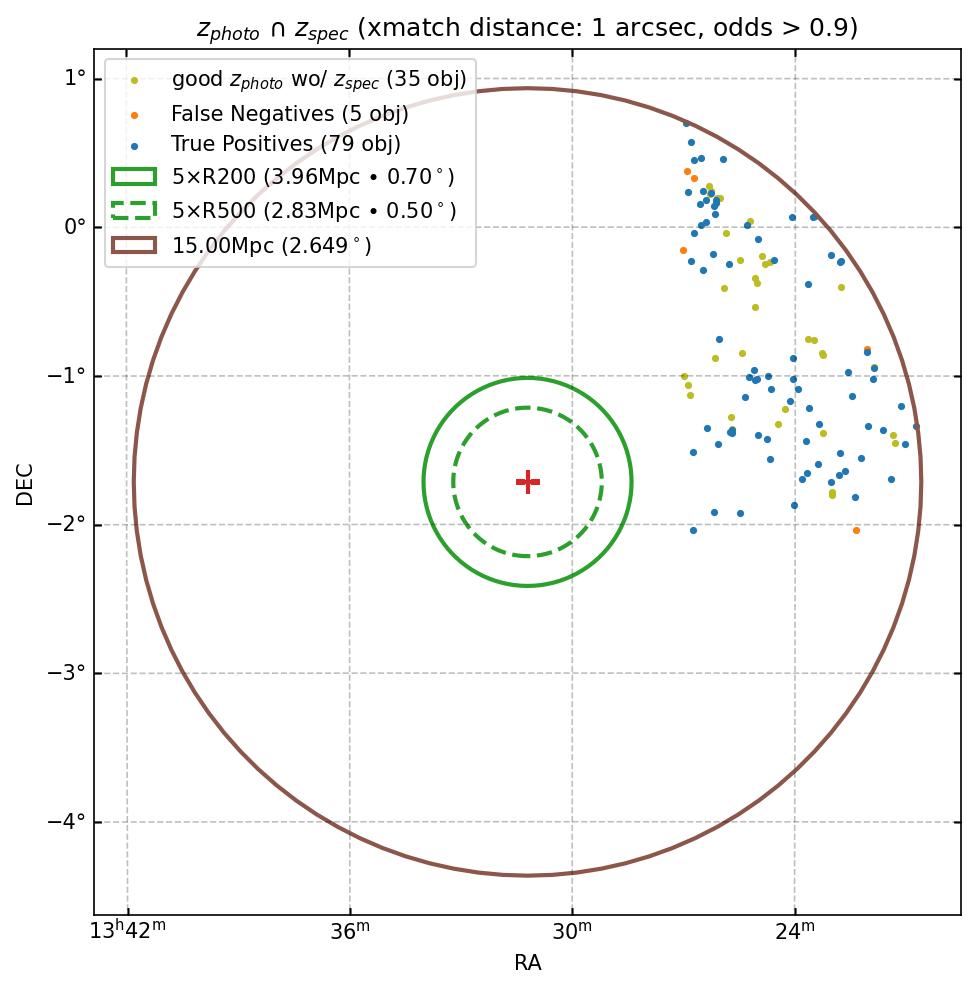 z_photo ∩ z_spec (xmatch distance: 1 arcsec, odds > 0.9)
good z_photo wo/ z_spec (35 obj)
False Negatives (5 obj)
True Positives (79 obj)
5×R200 (3.96Mpc • 0.70°)
5×R500 (2.83Mpc • 0.50°)
15.00Mpc (2.649°)
1°
0°
−1°
−2°
−3°
−4°
DEC
13h42m
36m
30m
24m
RA